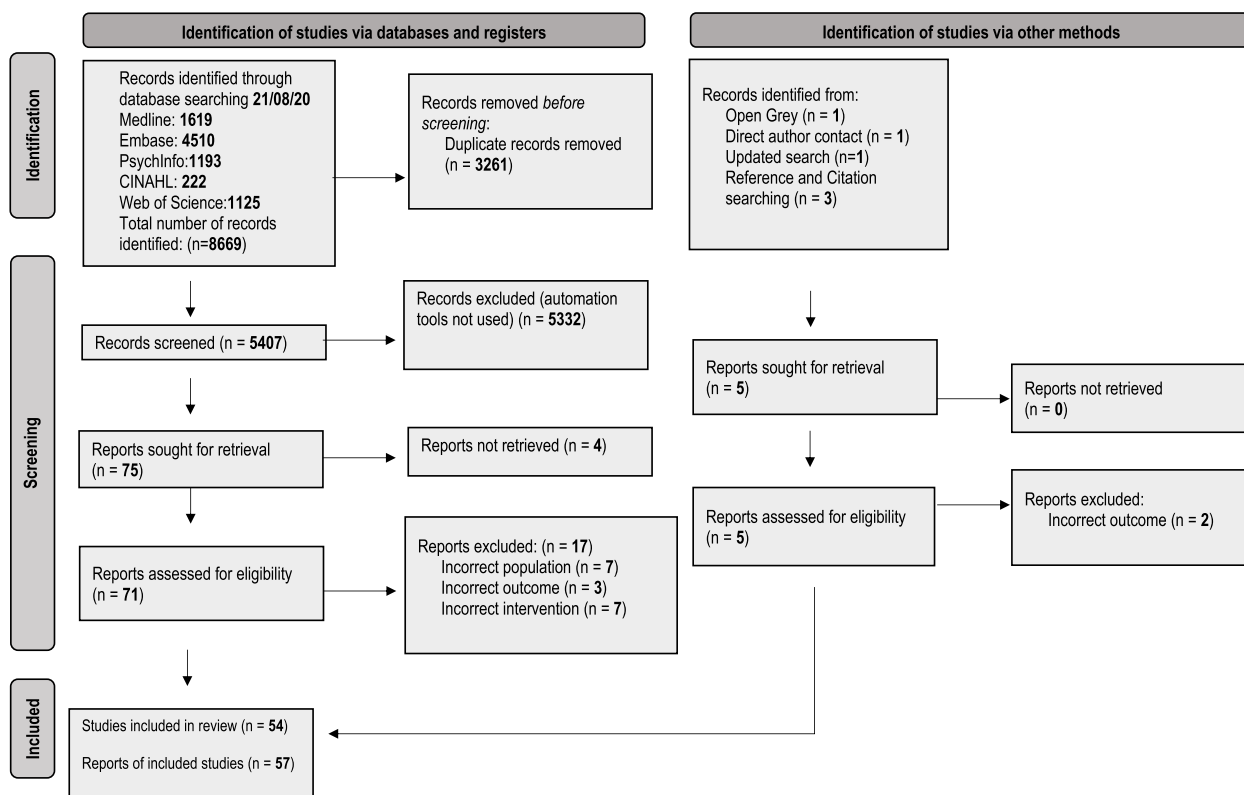 Identification of studies via databases and registers
Identification of studies via other methods
Identification
Records identified through
database searching 21/08/20
Medline: 1619
Embase: 4510
PsychInfo:1193
CINAHL: 222
Web of Science:1125
Total number of records
identified: (n=8669)
Records removed before
screening:
Duplicate records removed
(n = 3261)
Records identified from:
Open Grey (n = 1)
Direct author contact (n = 1)
Updated search (n=1)
Reference and Citation
searching (n = 3)
Screening
Records screened (n = 5407)
Records excluded (automation
tools not used) (n = 5332)
Reports sought for retrieval
(n = 75)
Reports not retrieved (n = 4)
Reports sought for retrieval
(n = 5)
Reports not retrieved
(n = 0)
Reports assessed for eligibility
(n = 71)
Reports excluded: (n = 17)
Incorrect population (n = 7)
Incorrect outcome (n = 3)
Incorrect intervention (n = 7)
Reports assessed for eligibility
(n = 5)
Reports excluded:
Incorrect outcome (n = 2)
Included
Studies included in review (n = 54)
Reports of included studies (n = 57)